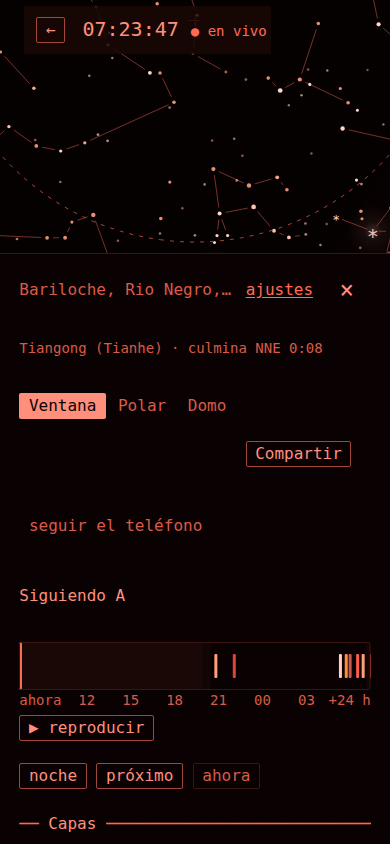 ← 07:23:47 ● en vivo
Bariloche, Rio Negro,… ajustes ×
Tiangong (Tianhe) · culmina NNE 0:08
Ventana Polar Domo
Compartir
seguir el teléfono
Siguiendo A
ahora 12 15 18 21 00 03 +24 h
▶ reproducir
noche próximo ahora
Capas